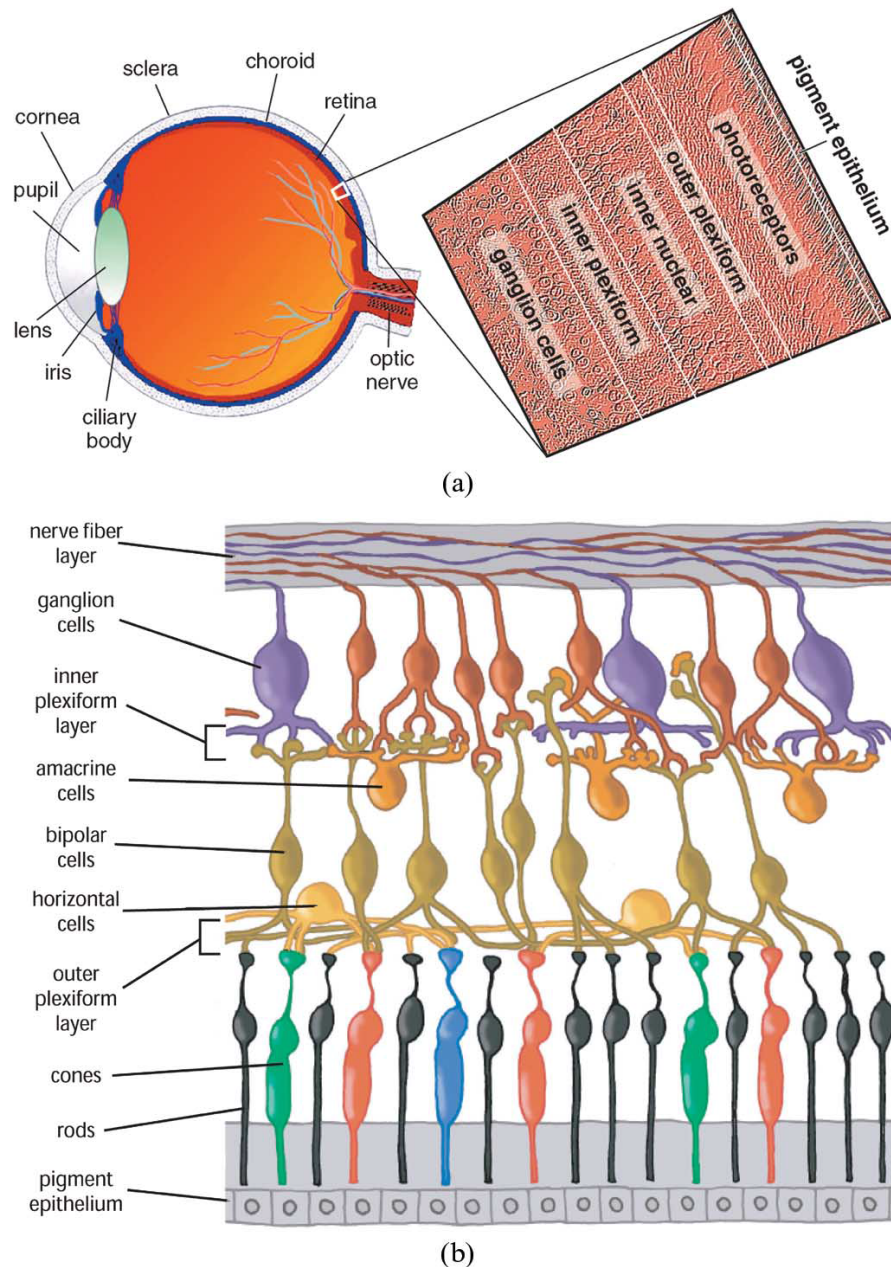 sclera
choroid
retina
cornea
pupil
lens
iris
ciliary
body
optic
nerve
ganglion cells
inner plexiform
inner nuclear
outer plexiform
photoreceptors
pigment epithelium
(a)
nerve fiber
layer
ganglion
cells
inner
plexiform
layer
amacrine
cells
bipolar
cells
horizontal
cells
outer
plexiform
layer
cones
rods
pigment
epithelium
(b)